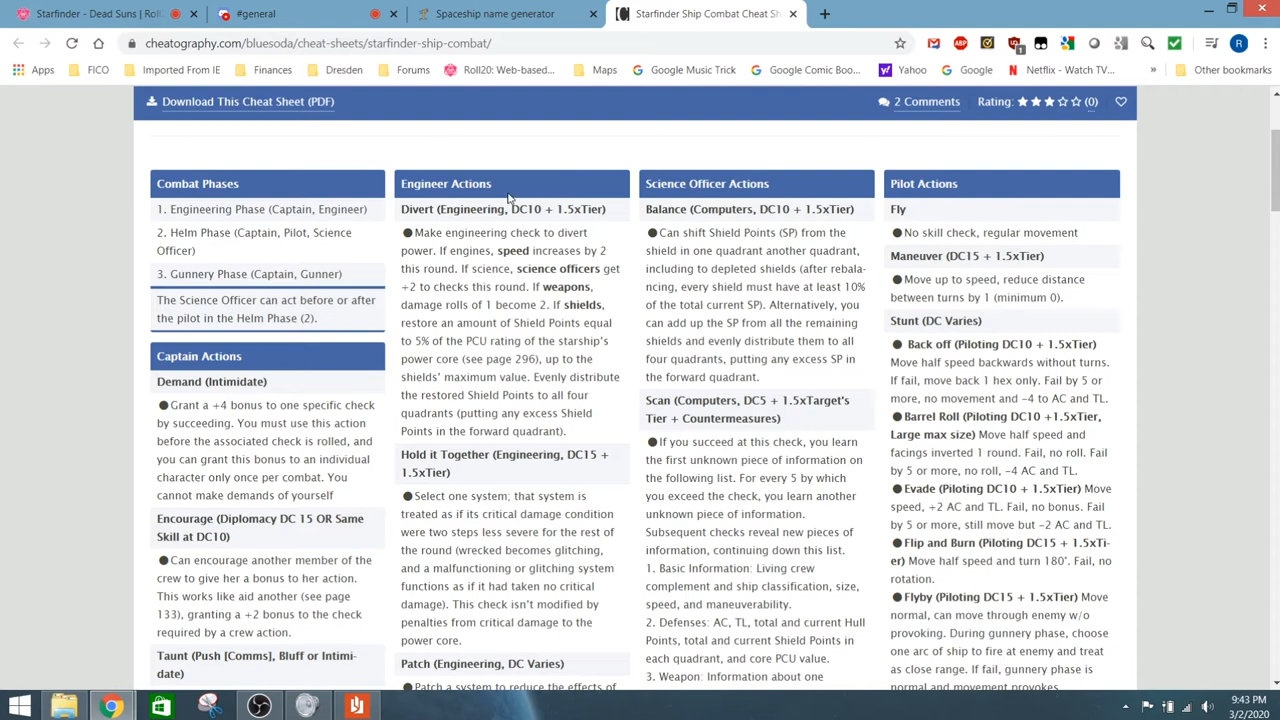 Starfinder - Dead Suns | Roll
#general
Spaceship name generator
Starfinder Ship Combat Cheat Sh
cheatography.com/bluesoda/cheat-sheets/starfinder-ship-combat/
Apps
FICO
Imported From IE
Finances
Dresden
Forums
Roll20: Web-based...
Maps
Google Music Trick
Google Comic Boo...
Yahoo
Google
Netflix - Watch TV...
»
Other bookmarks
Download This Cheat Sheet (PDF)
2 Comments
Rating: ★★★☆☆ (0)
Combat Phases
1. Engineering Phase (Captain, Engineer)
2. Helm Phase (Captain, Pilot, Science
Officer)
3. Gunnery Phase (Captain, Gunner)
The Science Officer can act before or after
the pilot in the Helm Phase (2).
Captain Actions
Demand (Intimidate)
●Grant a +4 bonus to one specific check
by succeeding. You must use this action
before the associated check is rolled, and
you can grant this bonus to an individual
character only once per combat. You
cannot make demands of yourself
Encourage (Diplomacy DC 15 OR Same
Skill at DC10)
●Can encourage another member of the
crew to give her a bonus to her action.
This works like aid another (see page
133), granting a +2 bonus to the check
required by a crew action.
Taunt (Push [Comms], Bluff or Intimi-
date)
Engineer Actions
Divert (Engineering, DC10 + 1.5xTier)
●Make engineering check to divert
power. If engines, speed increases by 2
this round. If science, science officers get
+2 to checks this round. If weapons,
damage rolls of 1 become 2. If shields,
restore an amount of Shield Points equal
to 5% of the PCU rating of the starship's
power core (see page 296), up to the
shields' maximum value. Evenly distribute
the restored Shield Points to all four
quadrants (putting any excess Shield
Points in the forward quadrant).
Hold it Together (Engineering, DC15 +
1.5xTier)
●Select one system; that system is
treated as if its critical damage condition
were two steps less severe for the rest of
the round (wrecked becomes glitching,
and a malfunctioning or glitching system
functions as if it had taken no critical
damage). This check isn't modified by
penalties from critical damage to the
power core.
Patch (Engineering, DC Varies)
●Patch a system to reduce the effects of
Science Officer Actions
Balance (Computers, DC10 + 1.5xTier)
●Can shift Shield Points (SP) from the
shield in one quadrant another quadrant,
including to depleted shields (after rebala-
ncing, every shield must have at least 10%
of the total current SP). Alternatively, you
can add up the SP from all the remaining
shields and evenly distribute them to all
four quadrants, putting any excess SP in
the forward quadrant.
Scan (Computers, DC5 + 1.5xTarget's
Tier + Countermeasures)
●If you succeed at this check, you learn
the first unknown piece of information on
the following list. For every 5 by which
you exceed the check, you learn another
unknown piece of information.
Subsequent checks reveal new pieces of
information, continuing down this list.
1. Basic Information: Living crew
complement and ship classification, size,
speed, and maneuverability.
2. Defenses: AC, TL, total and current Hull
Points, total and current Shield Points in
each quadrant, and core PCU value.
3. Weapon: Information about one
Pilot Actions
Fly
●No skill check, regular movement
Maneuver (DC15 + 1.5xTier)
●Move up to speed, reduce distance
between turns by 1 (minimum 0).
Stunt (DC Varies)
● Back off (Piloting DC10 + 1.5xTier)
Move half speed backwards without turns.
If fail, move back 1 hex only. Fail by 5 or
more, no movement and -4 to AC and TL.
●Barrel Roll (Piloting DC10 +1.5xTier,
Large max size) Move half speed and
facings inverted 1 round. Fail, no roll. Fail
by 5 or more, no roll, -4 AC and TL.
●Evade (Piloting DC10 + 1.5xTier) Move
speed, +2 AC and TL. Fail, no bonus. Fail
by 5 or more, still move but -2 AC and TL.
●Flip and Burn (Piloting DC15 + 1.5xTi-
er) Move half speed and turn 180°. Fail, no
rotation.
●Flyby (Piloting DC15 + 1.5xTier) Move
normal, can move through enemy w/o
provoking. During gunnery phase, choose
one arc of ship to fire at enemy and treat
as close range. If fail, gunnery phase is
normal and movement provokes.
9:43 PM
3/2/2020